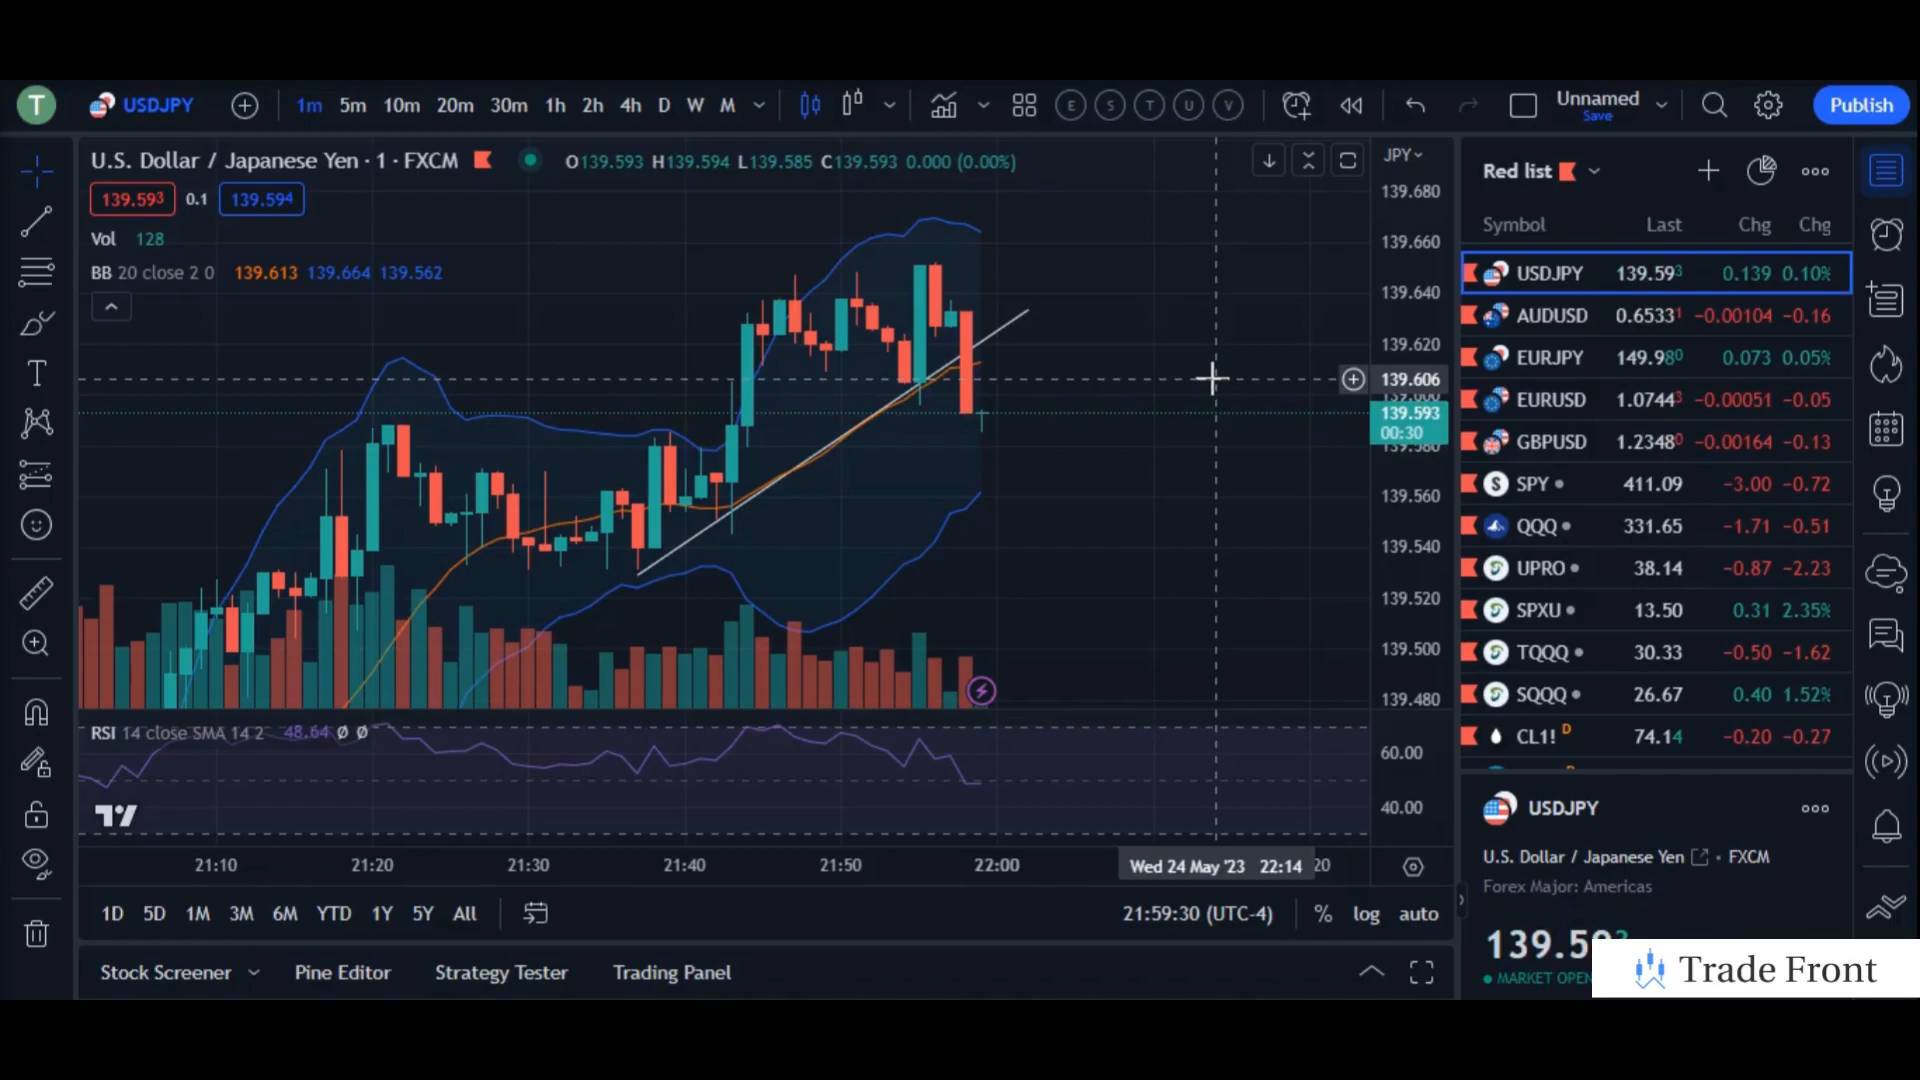 T USDJPY 1m 5m 10m 20m 30m 1h 2h 4h D W M E S T U V Unnamed Save Publish
U.S. Dollar / Japanese Yen · 1 · FXCM O139.593 H139.594 L139.585 C139.593 0.000 (0.00%)
139.593 0.1 139.594
Vol 128
BB 20 close 2 0 139.613 139.664 139.562
JPY
139.680
139.660
139.640
139.620
139.606
139.593
00:30
139.560
139.540
139.520
139.500
139.480
RSI 14 close SMA 14 2 48.64 Ø Ø
60.00
40.00
21:10 21:20 21:30 21:40 21:50 22:00 Wed 24 May '23 22:14 20
1D 5D 1M 3M 6M YTD 1Y 5Y All 21:59:30 (UTC-4) % log auto
Stock Screener Pine Editor Strategy Tester Trading Panel
Red list
Symbol Last Chg Chg
USDJPY 139.593 0.139 0.10%
AUDUSD 0.65331 −0.00104 −0.16
EURJPY 149.980 0.073 0.05%
EURUSD 1.07443 −0.00051 −0.05
GBPUSD 1.23480 −0.00164 −0.13
SPY 411.09 −3.00 −0.72
QQQ 331.65 −1.71 −0.51
UPRO 38.14 −0.87 −2.23
SPXU 13.50 0.31 2.35%
TQQQ 30.33 −0.50 −1.62
SQQQ 26.67 0.40 1.52%
CL1! D 74.14 −0.20 −0.27
USDJPY
U.S. Dollar / Japanese Yen · FXCM
Forex Major: Americas
139.593
MARKET OPEN
Trade Front